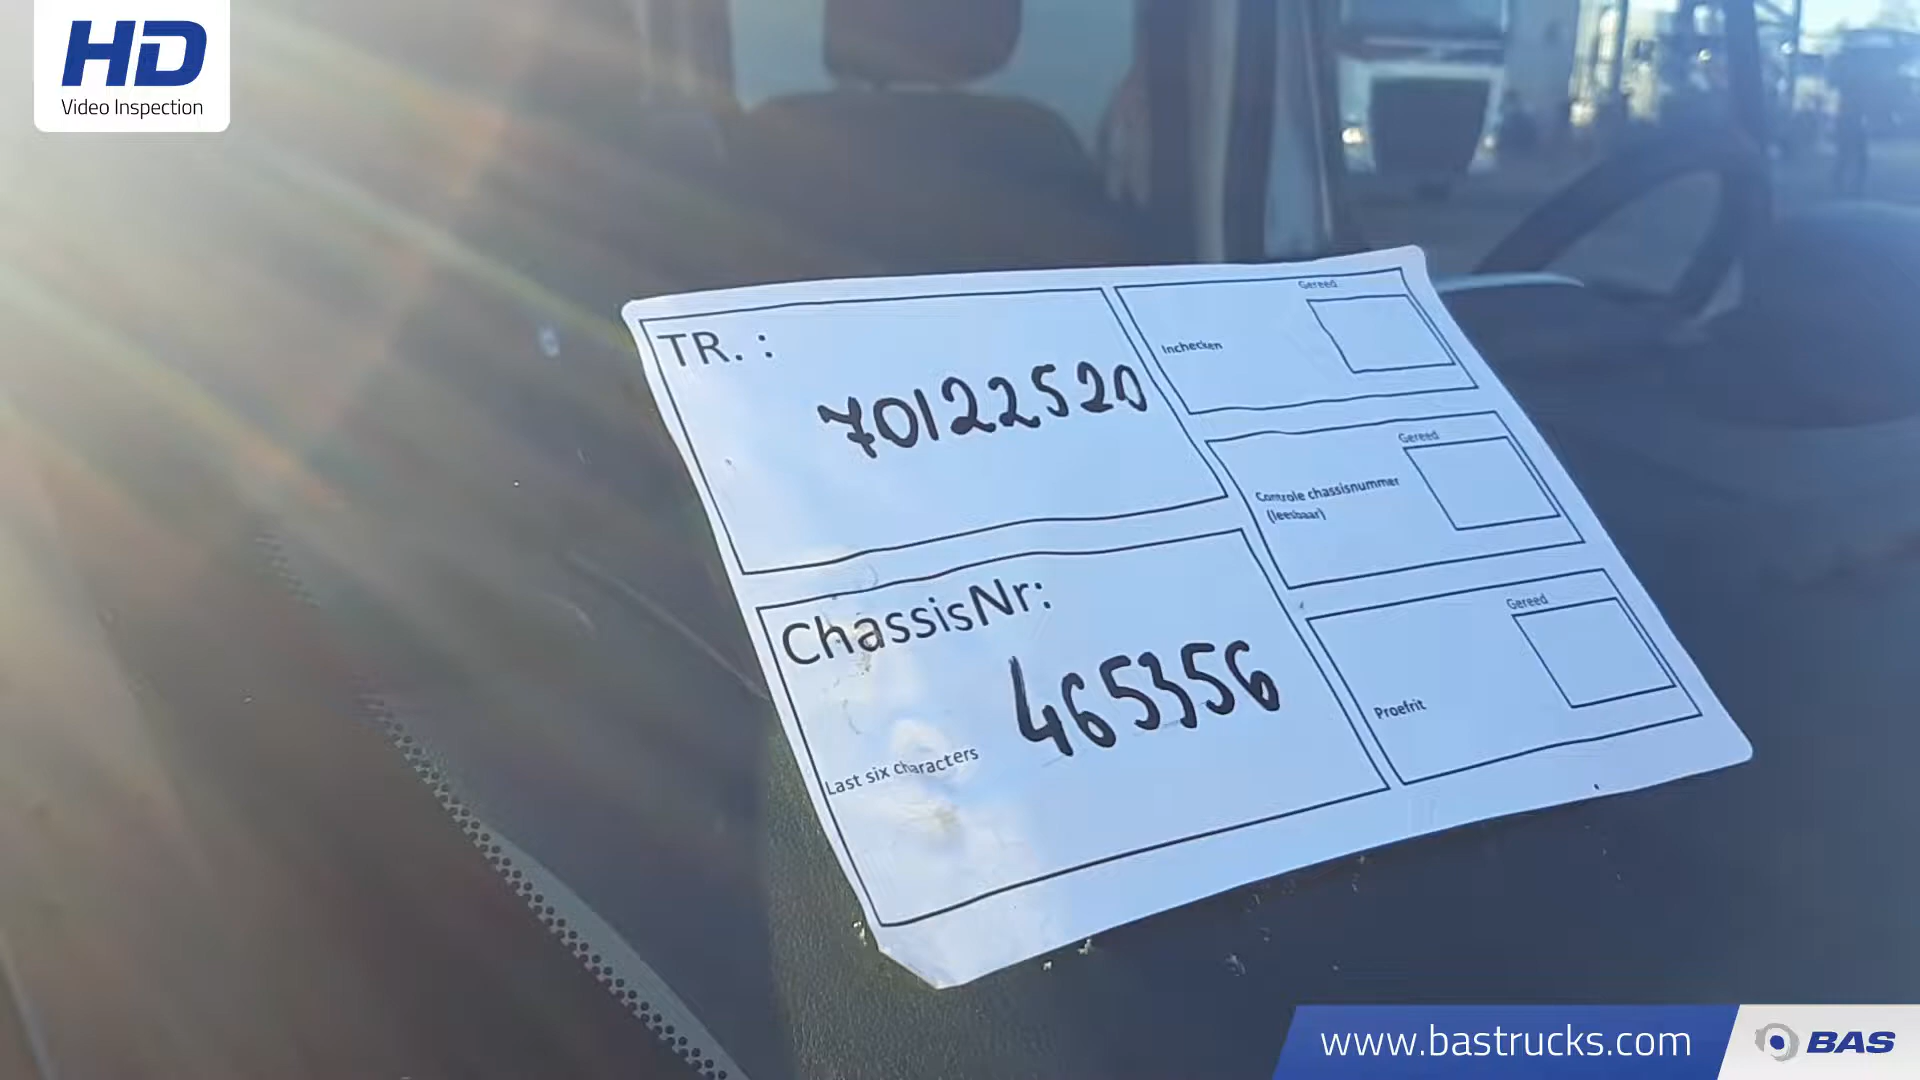 HD
Video Inspection
TR. :
70122520
ChassisNr:
465356
Last six characters
Gereed
Inchecken
Gereed
Controle chassisnummer
(leesbaar)
Gereed
Proefrit
www.bastrucks.com
BAS